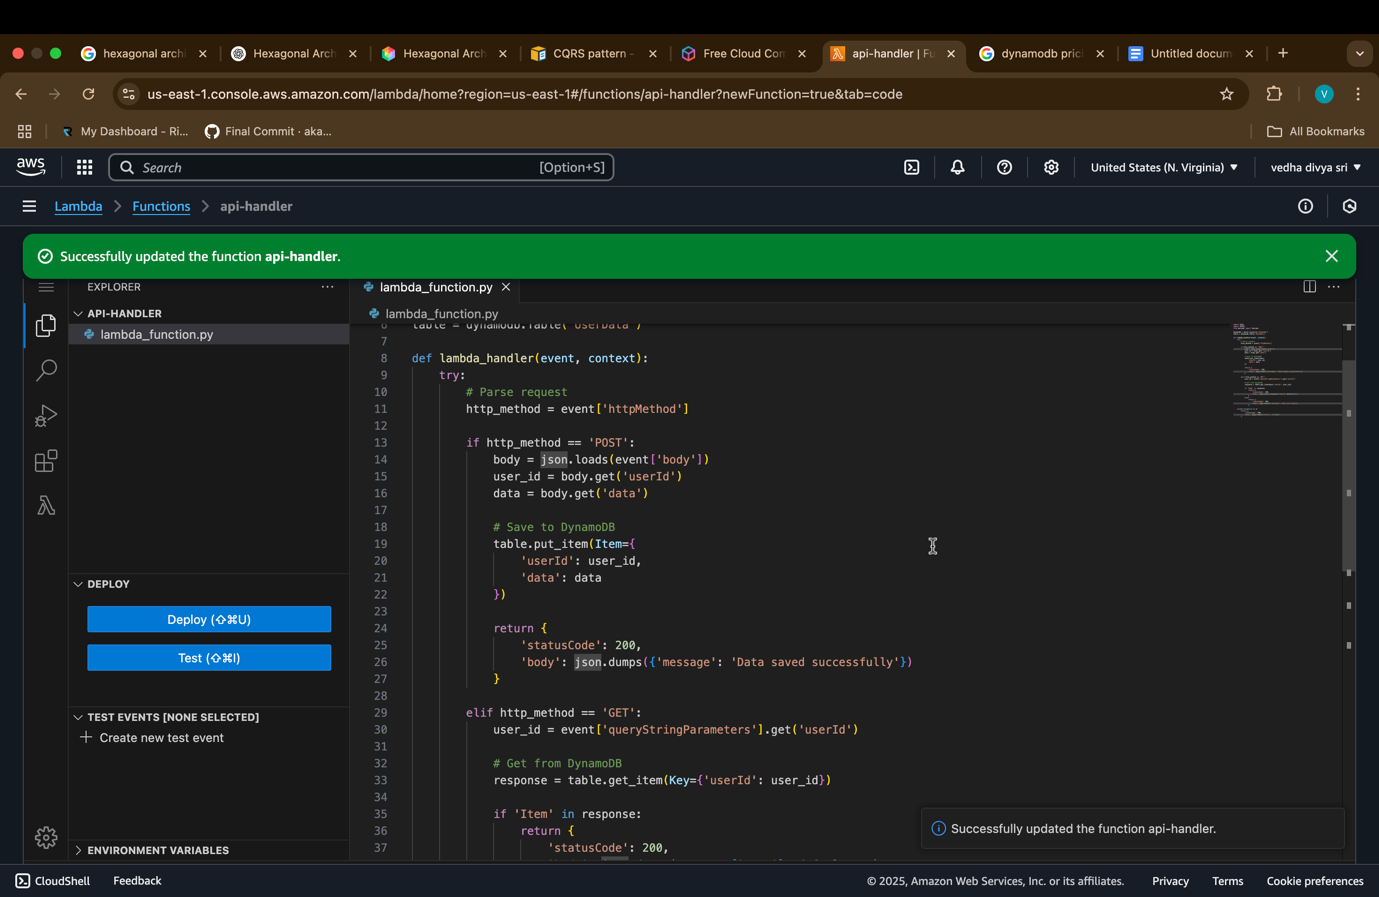 hexagonal archi
Hexagonal Arch
Hexagonal Arch
CQRS pattern -
Free Cloud Con
api-handler | Fu
dynamodb prici
Untitled docum
us-east-1.console.aws.amazon.com/lambda/home?region=us-east-1#/functions/api-handler?newFunction=true&tab=code
V
My Dashboard - Ri...
Final Commit · aka...
All Bookmarks
aws
Search
[Option+S]
United States (N. Virginia)
vedha divya sri
Lambda
Functions
api-handler
Successfully updated the function api-handler.
EXPLORER
API-HANDLER
lambda_function.py
DEPLOY
Deploy (⇧⌘U)
Test (⇧⌘I)
TEST EVENTS [NONE SELECTED]
Create new test event
ENVIRONMENT VARIABLES
lambda_function.py
lambda_function.py
6 table = dynamodb.Table('UserData')
7
8 def lambda_handler(event, context):
9 try:
10 # Parse request
11 http_method = event['httpMethod']
12
13 if http_method == 'POST':
14 body = json.loads(event['body'])
15 user_id = body.get('userId')
16 data = body.get('data')
17
18 # Save to DynamoDB
19 table.put_item(Item={
20 'userId': user_id,
21 'data': data
22 })
23
24 return {
25 'statusCode': 200,
26 'body': json.dumps({'message': 'Data saved successfully'})
27 }
28
29 elif http_method == 'GET':
30 user_id = event['queryStringParameters'].get('userId')
31
32 # Get from DynamoDB
33 response = table.get_item(Key={'userId': user_id})
34
35 if 'Item' in response:
36 return {
37 'statusCode': 200,
Successfully updated the function api-handler.
CloudShell
Feedback
© 2025, Amazon Web Services, Inc. or its affiliates.
Privacy
Terms
Cookie preferences